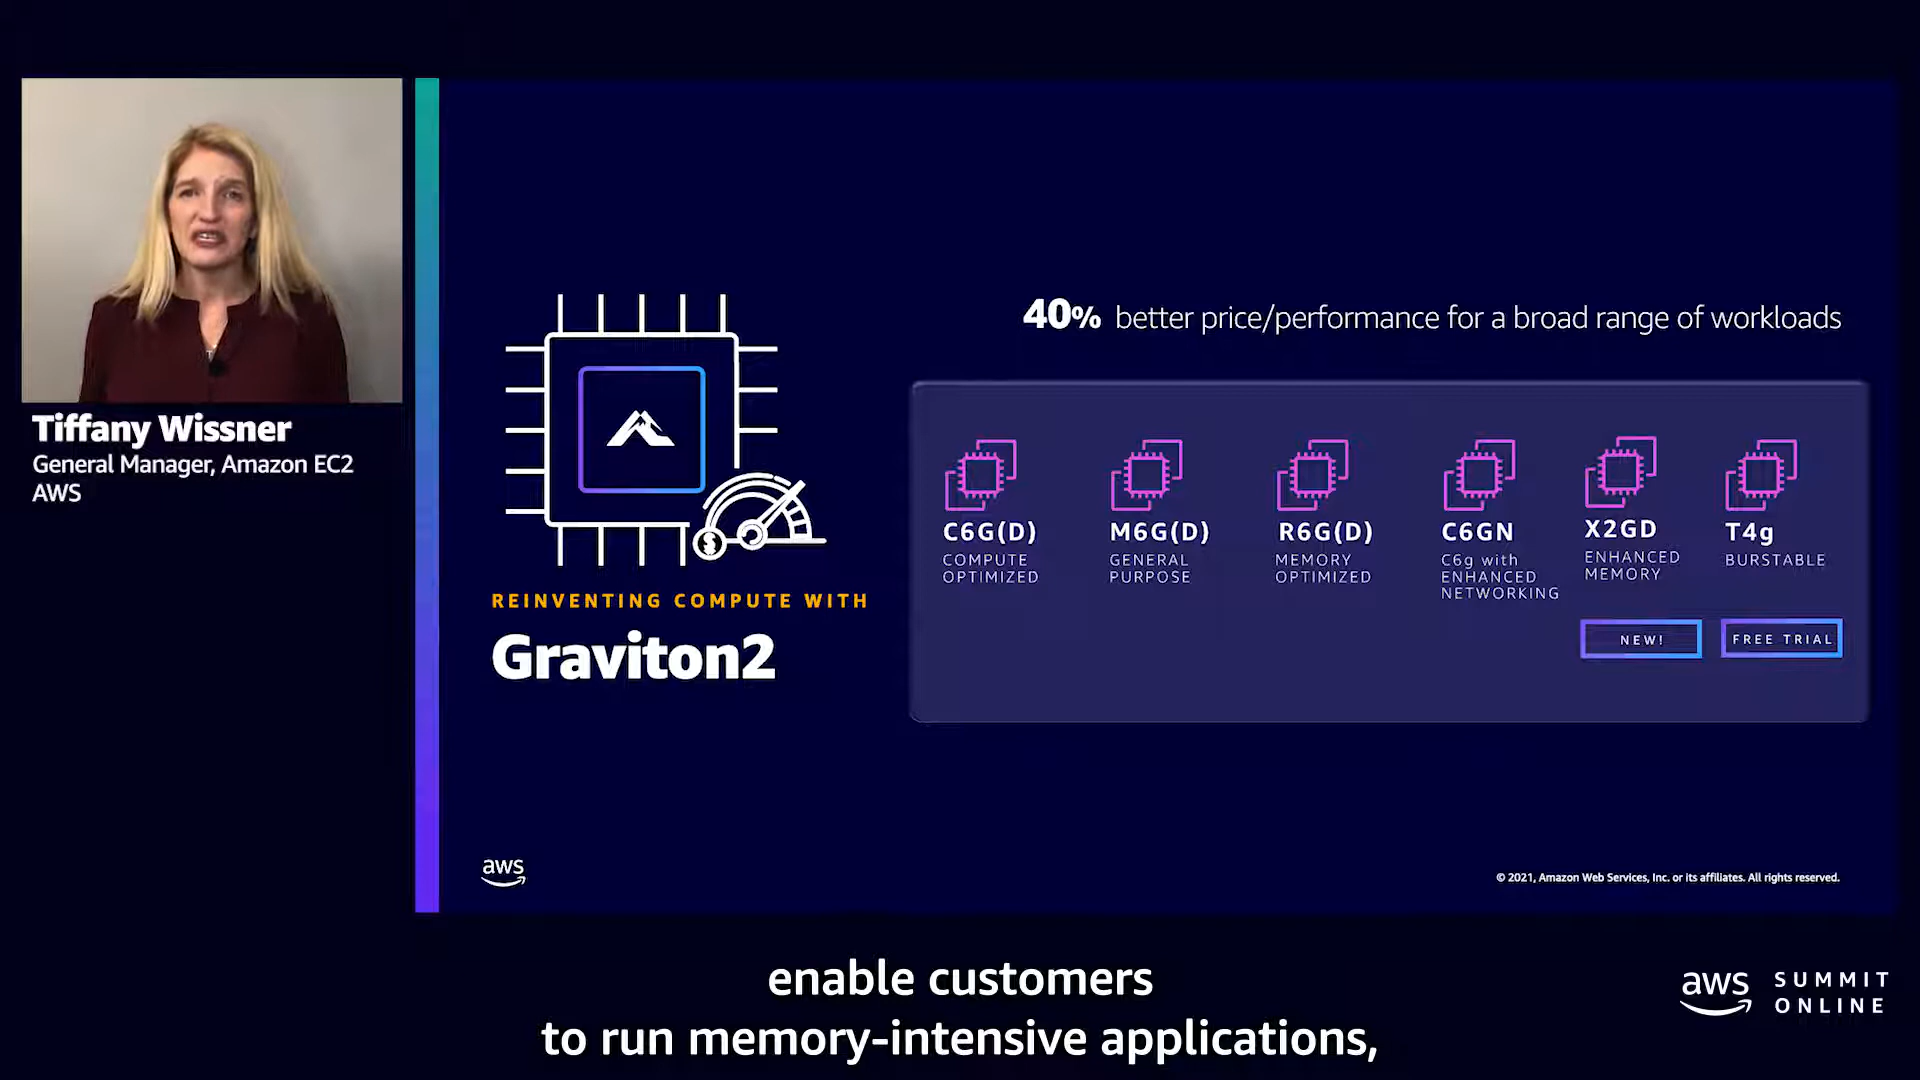 Tiffany Wissner
General Manager, Amazon EC2
AWS
REINVENTING COMPUTE WITH
Graviton2
40% better price/performance for a broad range of workloads
C6G(D)
COMPUTE
OPTIMIZED
M6G(D)
GENERAL
PURPOSE
R6G(D)
MEMORY
OPTIMIZED
C6GN
C6g with
ENHANCED
NETWORKING
X2GD
ENHANCED
MEMORY
NEW!
T4g
BURSTABLE
FREE TRIAL
aws
© 2021, Amazon Web Services, Inc. or its affiliates. All rights reserved.
enable customers
to run memory-intensive applications,
aws SUMMIT
ONLINE